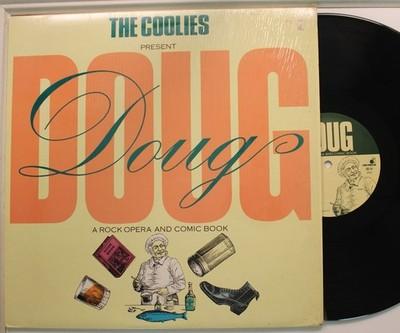 THE COOLIES
PRESENT
DOUG
Doug
A ROCK OPERA AND COMIC BOOK
DOUG